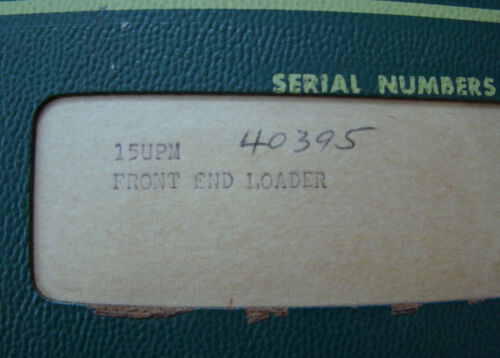 SERIAL NUMBERS
15UPM 40395
FRONT END LOADER